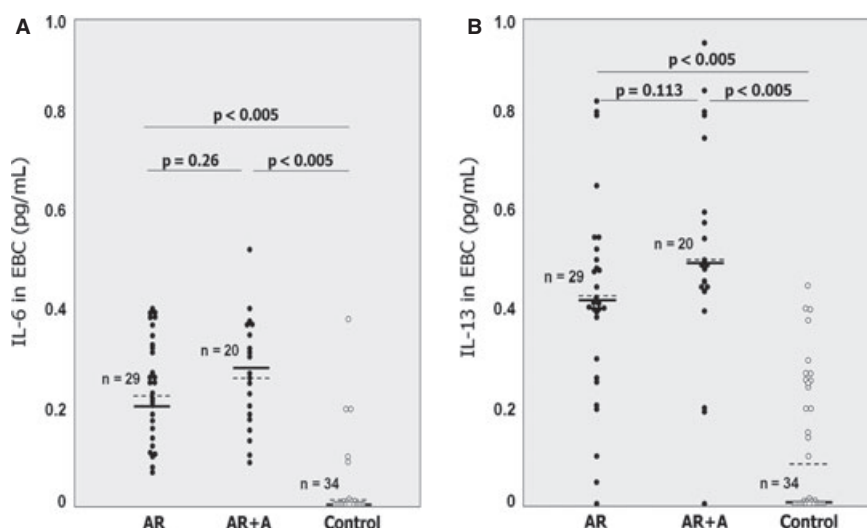 A
1.0
0.8
0.6
0.4
0.2
0
IL-6 in EBC (pg/mL)
p < 0.005
p = 0.26
p < 0.005
n = 29
n = 20
n = 34
AR
AR+A
Control
B
1.0
0.8
0.6
0.4
0.2
0
IL-13 in EBC (pg/mL)
p < 0.005
p = 0.113
p < 0.005
n = 29
n = 20
n = 34
AR
AR+A
Control